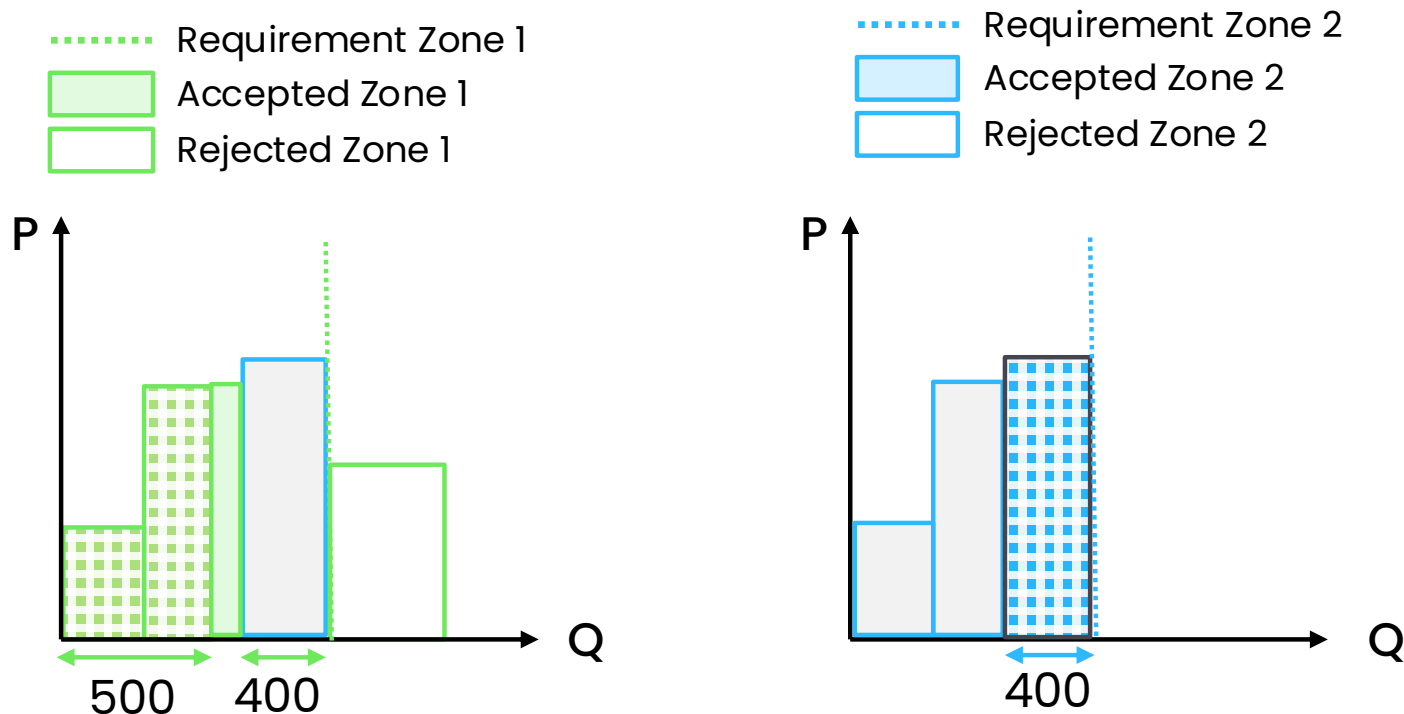 Requirement Zone 1
Accepted Zone 1
Rejected Zone 1
Requirement Zone 2
Accepted Zone 2
Rejected Zone 2
P
Q
500
400
P
Q
400